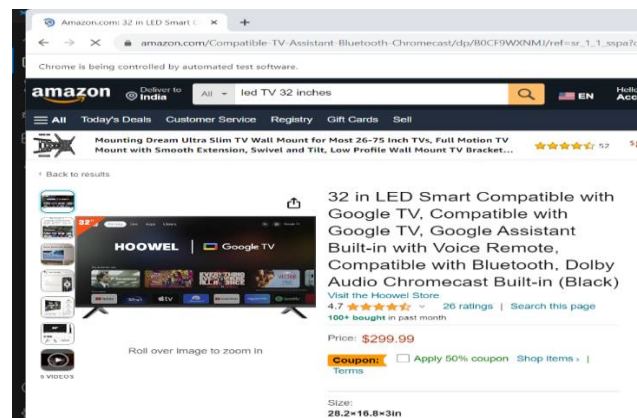 Amazon.com: 32 in LED Smart C
amazon.com/Compatible-TV-Assistant-Bluetooth-Chromecast/dp/B0CF9WXNMJ/ref=sr_1_1_sspa?
Chrome is being controlled by automated test software.
amazon Deliver to India All led TV 32 inches EN Hello
All Today's Deals Customer Service Registry Gift Cards Sell
Mounting Dream Ultra Slim TV Wall Mount for Most 26-75 Inch TVs, Full Motion TV
Mount with Smooth Extension, Swivel and Tilt, Low Profile Wall Mount TV Bracket... 52
‹ Back to results
32"
HOOWEL | Google TV
Roll over image to zoom in
5 VIDEOS
32 in LED Smart Compatible with
Google TV, Compatible with
Google TV, Google Assistant
Built-in with Voice Remote,
Compatible with Bluetooth, Dolby
Audio Chromecast Built-in (Black)
Visit the Hoowel Store
4.7 26 ratings | Search this page
100+ bought in past month
Price: $299.99
Coupon: Apply 50% coupon Shop items › |
Terms
Size:
28.2*16.8*3in